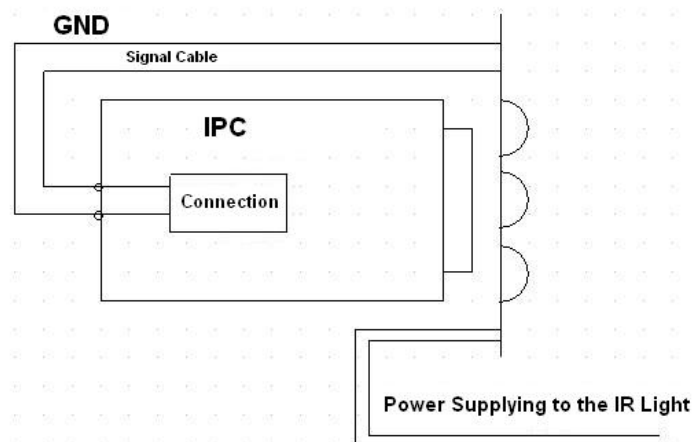 GND
Signal Cable
IPC
Connection
Power Supplying to the IR Light